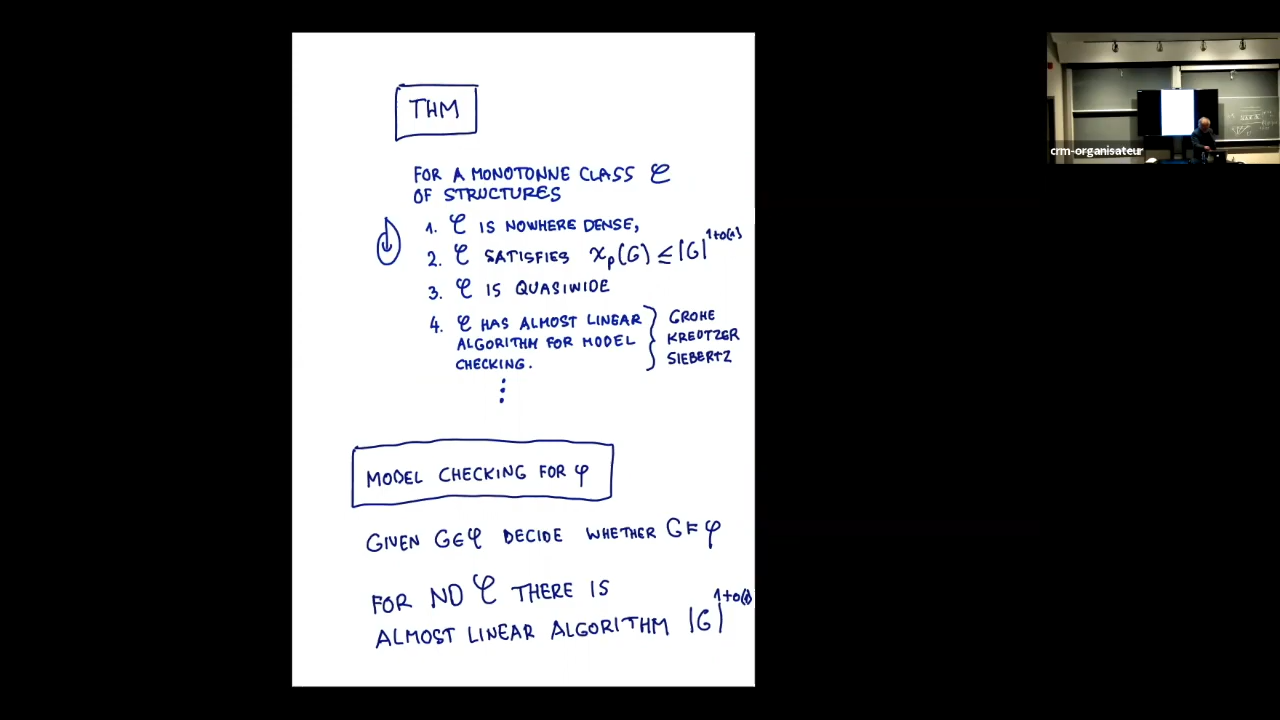 THM
FOR A MONOTONNE CLASS 𝒞
OF STRUCTURES
1. 𝒞 IS NOWHERE DENSE,
2. 𝒞 SATISFIES χₚ(G) ≤ |G|^{1+o(1)}
3. 𝒞 IS QUASIWIDE
4. 𝒞 HAS ALMOST LINEAR
ALGORITHM FOR MODEL
CHECKING.
GROHE
KREUTZER
SIEBERTZ
⋮
MODEL CHECKING FOR φ
GIVEN G∈φ DECIDE WHETHER G⊨φ
FOR ND 𝒞 THERE IS
ALMOST LINEAR ALGORITHM |G|^{1+o(1)}
crm-organisateur